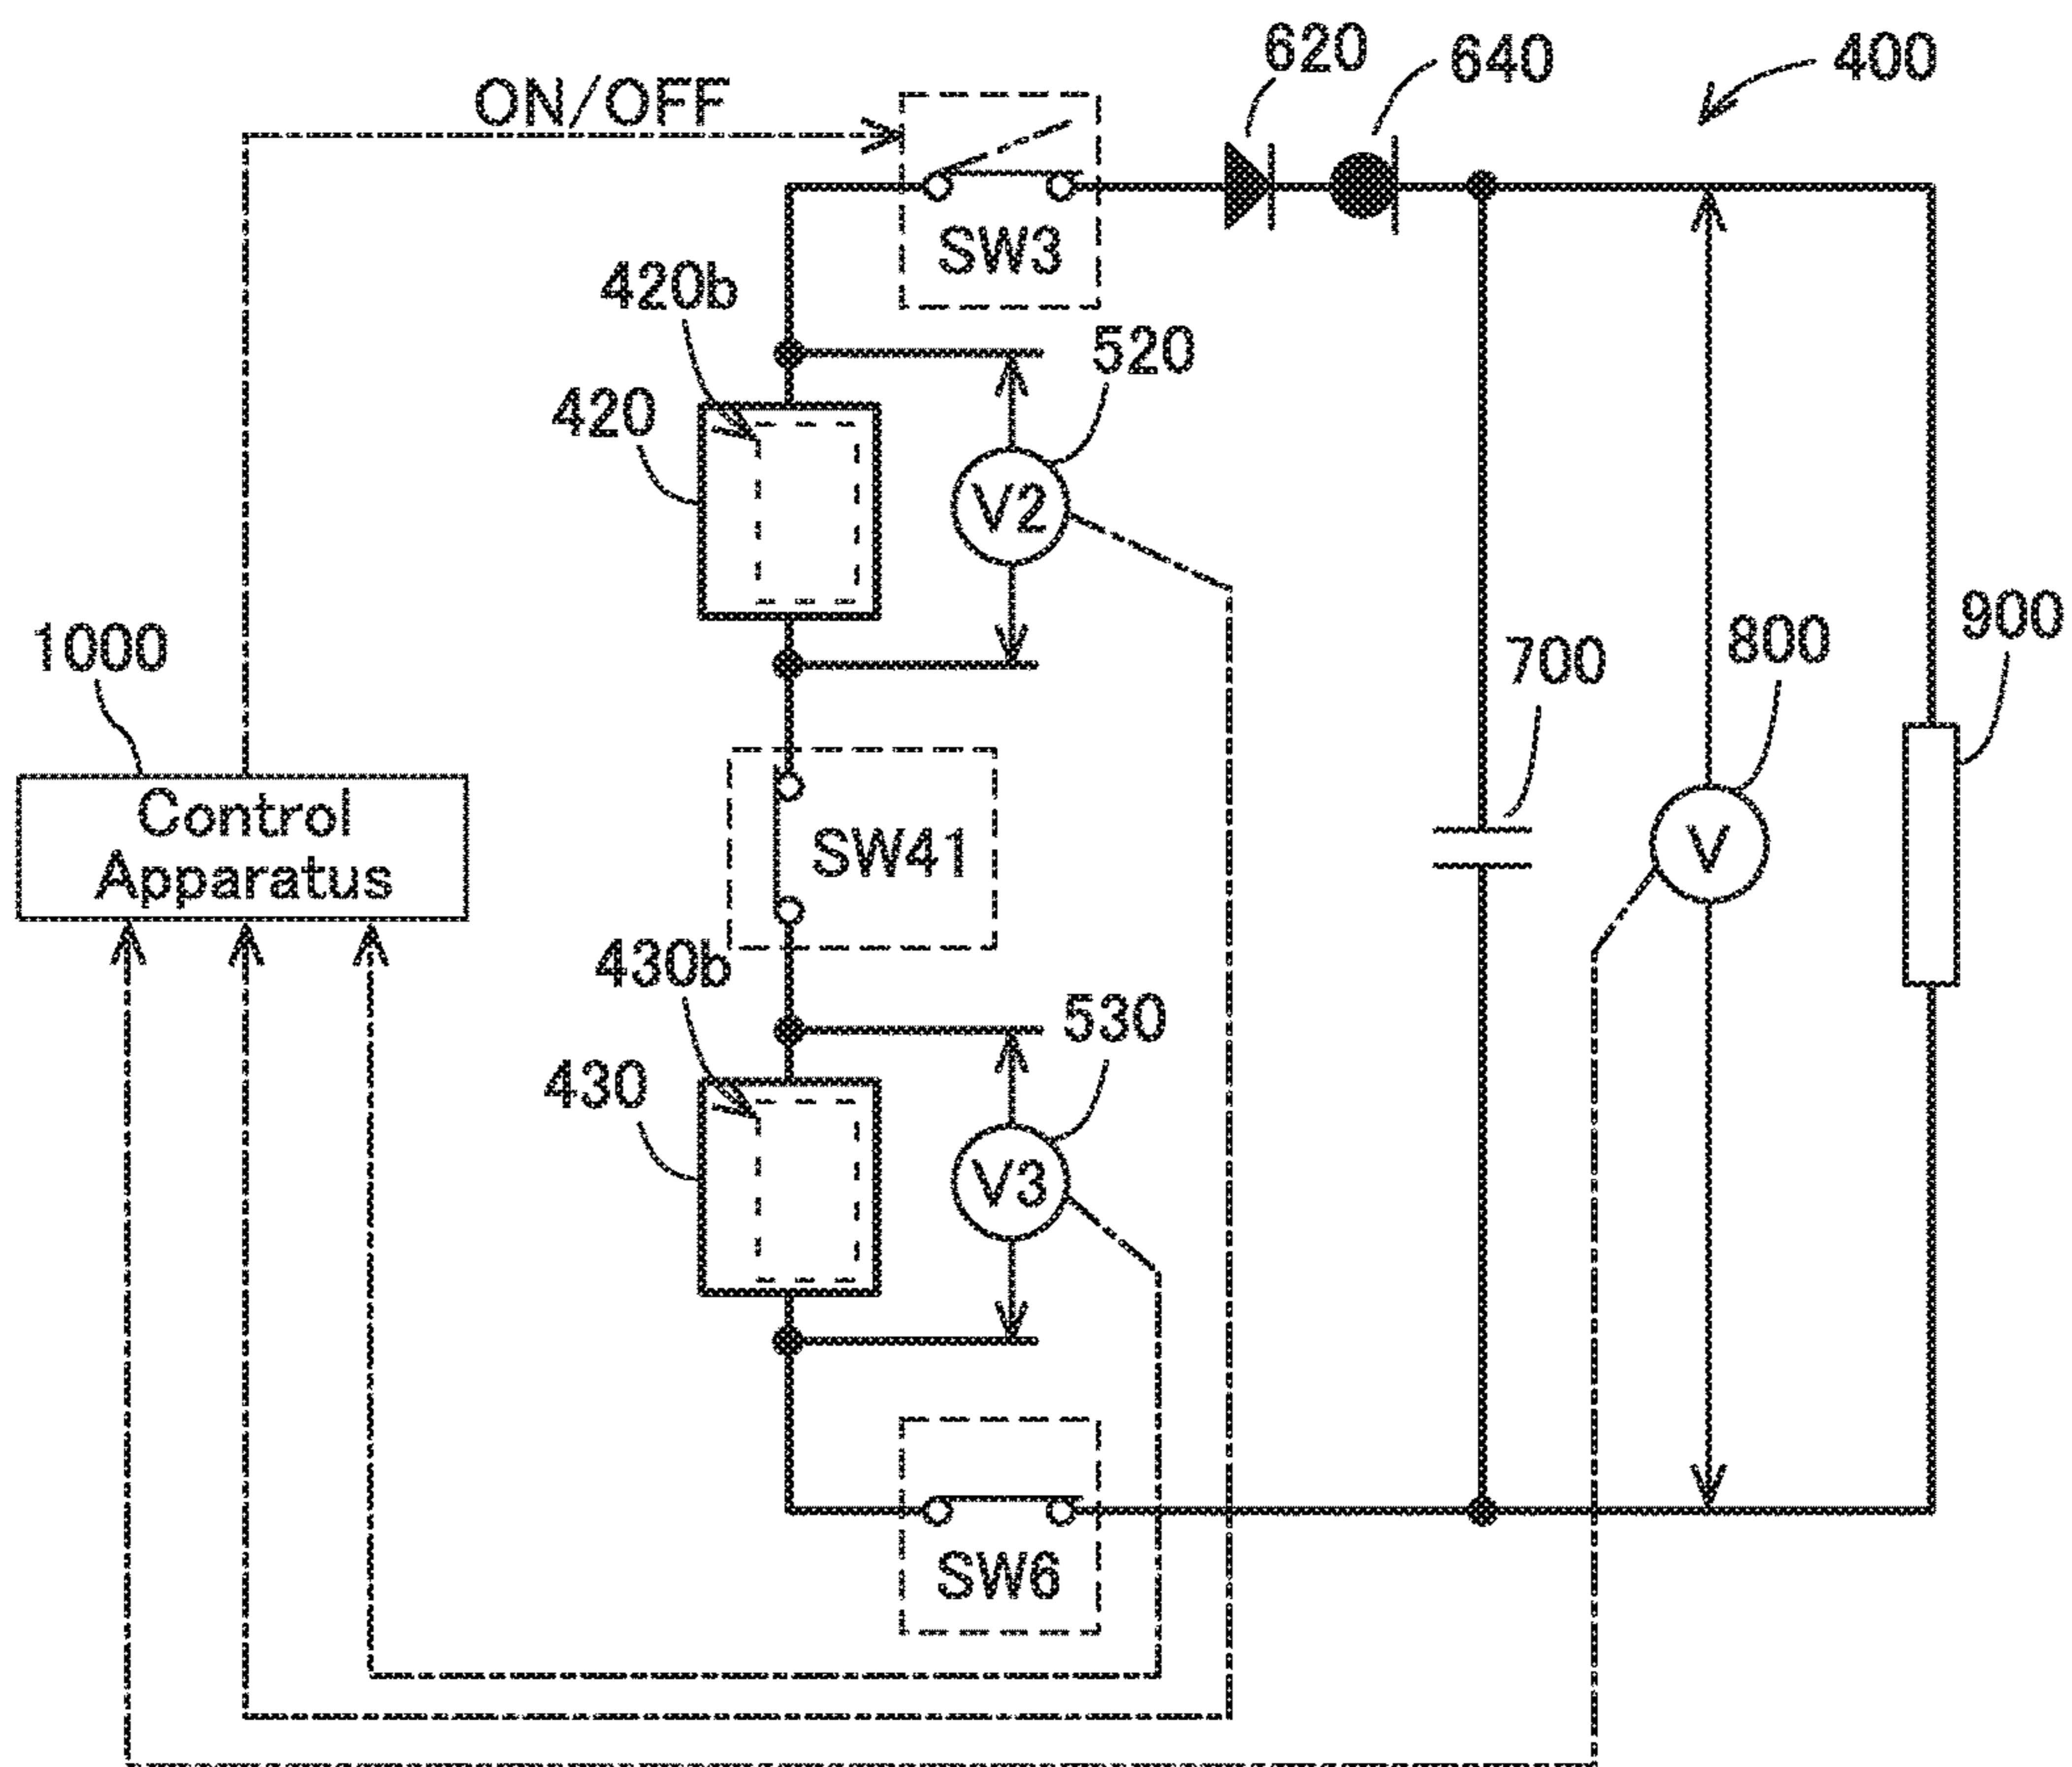 620
640
400
ON/OFF
SW3
420b
520
420
V2
1000
900
700
800
Control
Apparatus
SW41
V
430b
530
430
V3
SW6